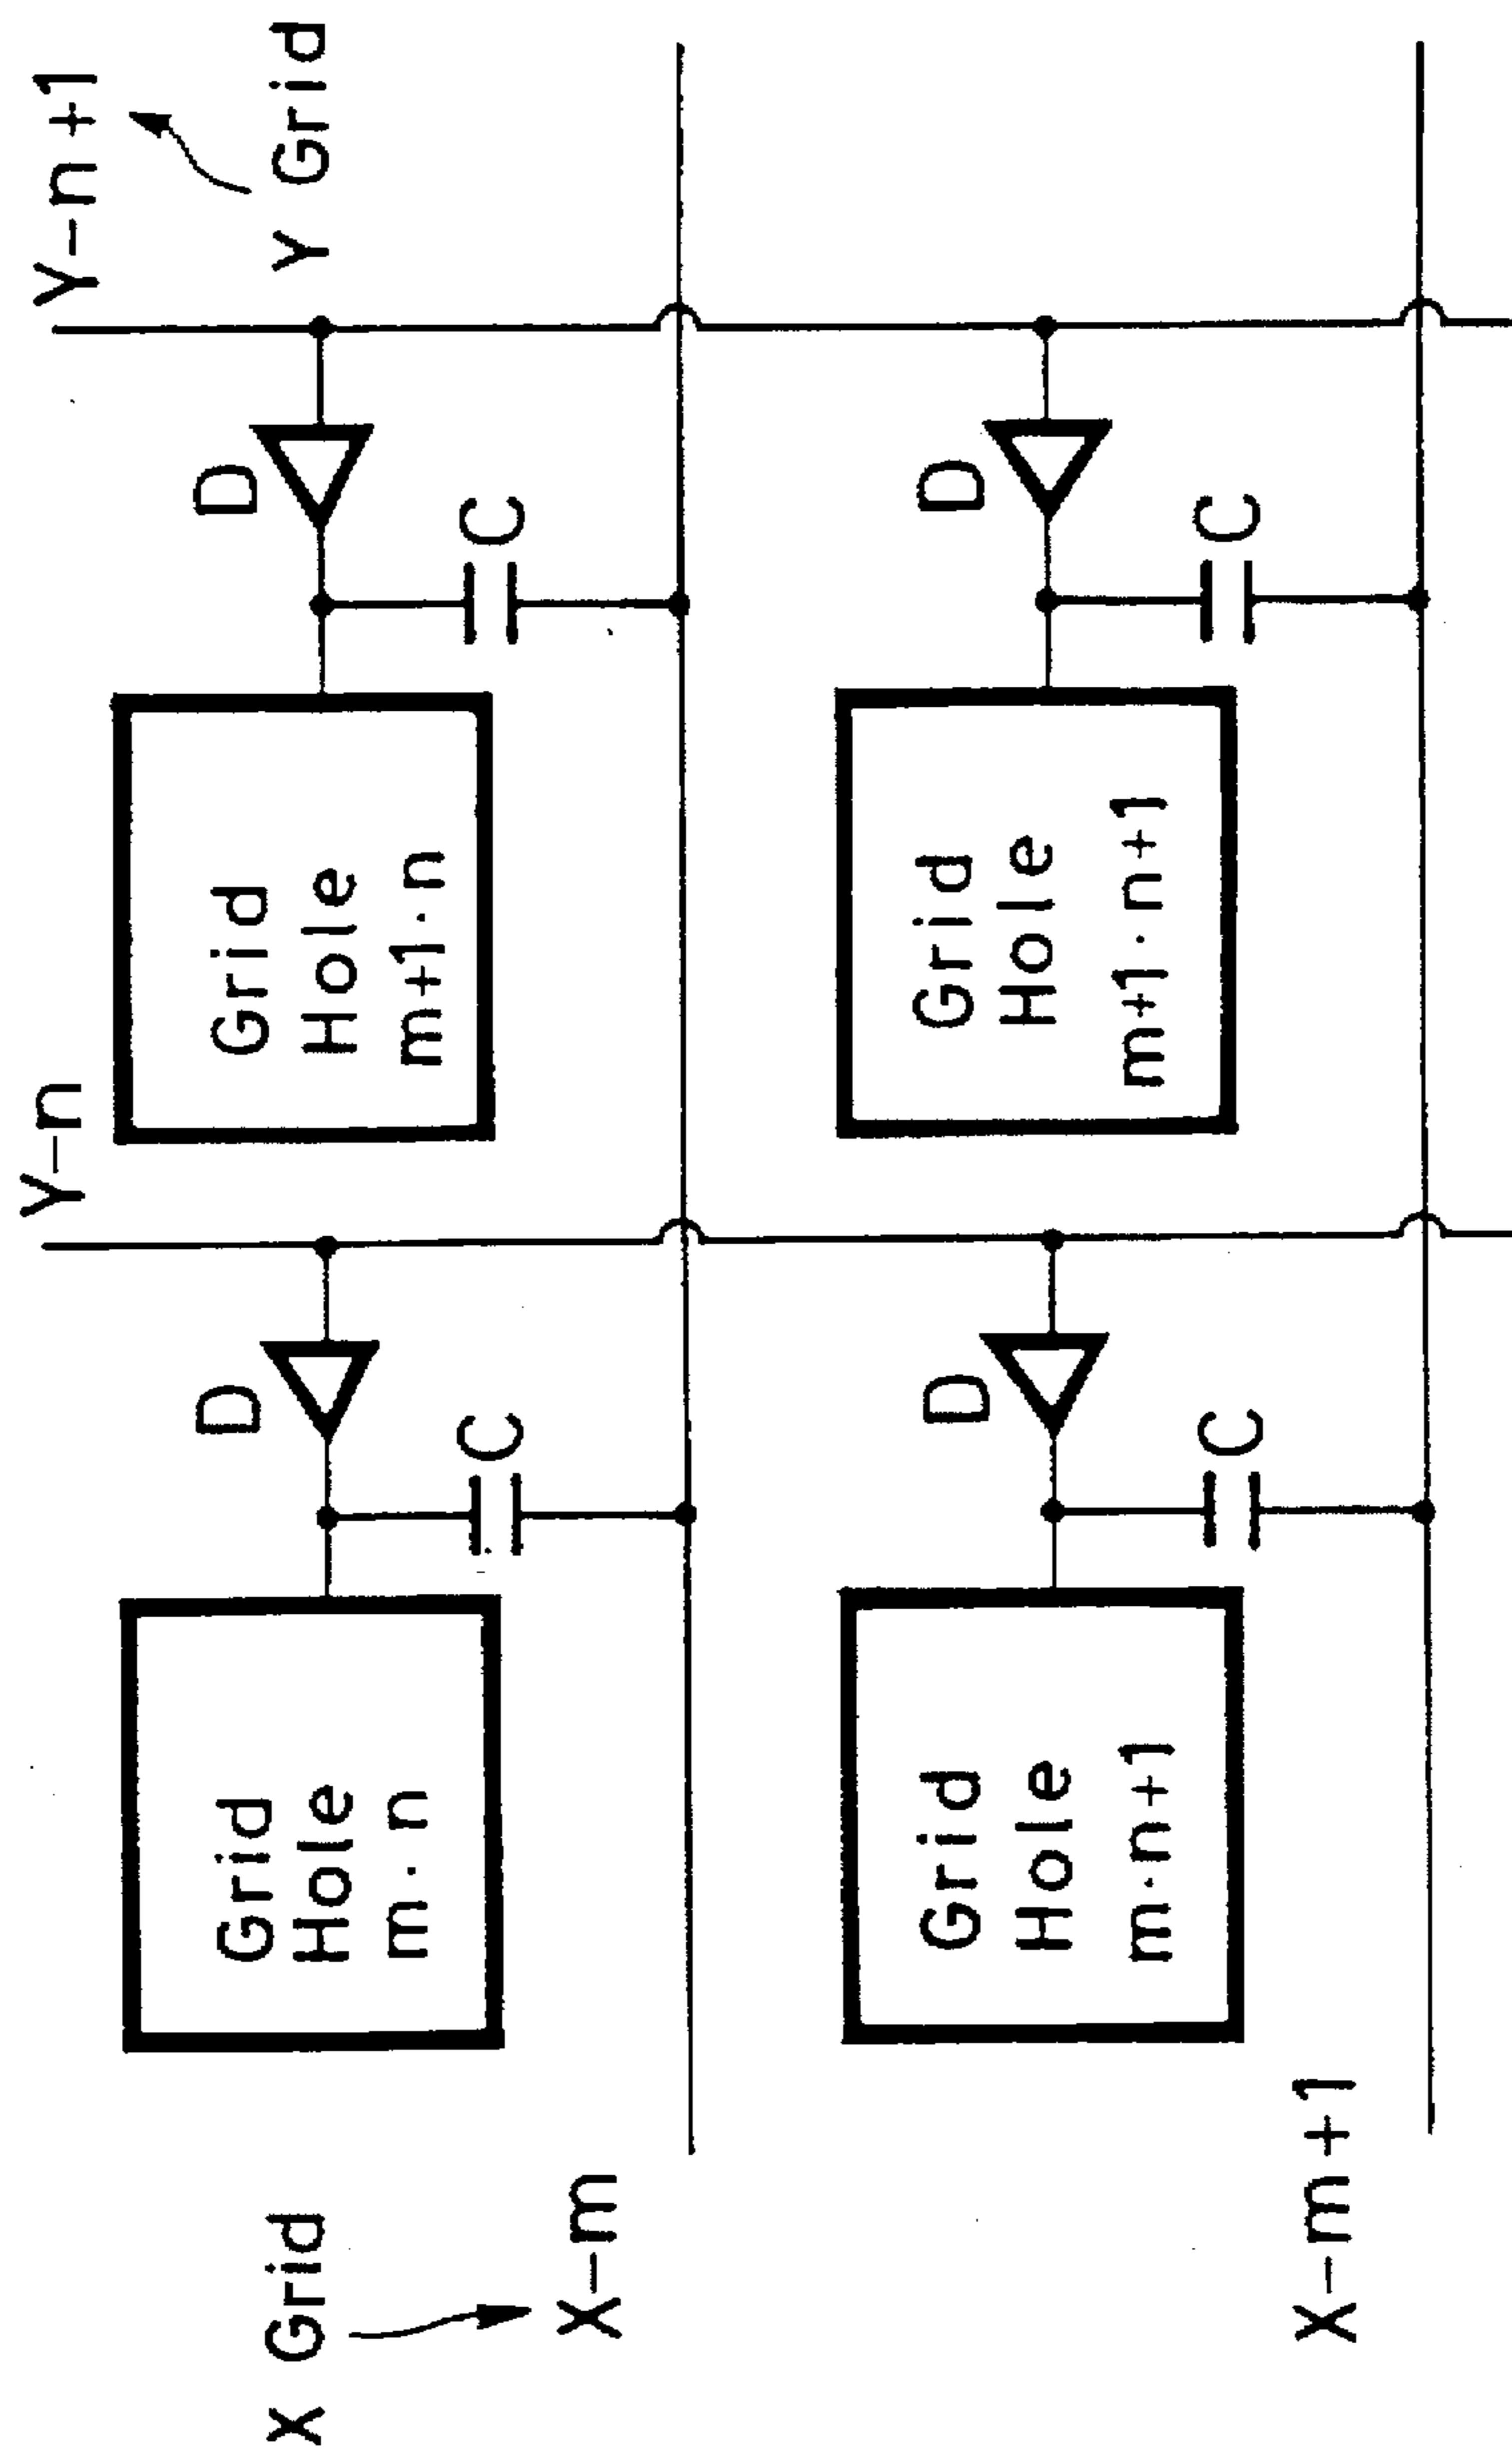 Y-n
Y-n+1
Y Grid
D
D
C
C
Grid
Hole
m·n
Grid
Hole
m+1·n
X Grid
X-m
D
D
C
C
Grid
Hole
m·n+1
Grid
Hole
m+1·n+1
X-m+1